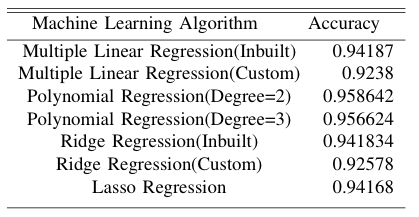 Machine Learning Algorithm Accuracy
Multiple Linear Regression(Inbuilt) 0.94187
Multiple Linear Regression(Custom) 0.9238
Polynomial Regression(Degree=2) 0.958642
Polynomial Regression(Degree=3) 0.956624
Ridge Regression(Inbuilt) 0.941834
Ridge Regression(Custom) 0.92578
Lasso Regression 0.94168